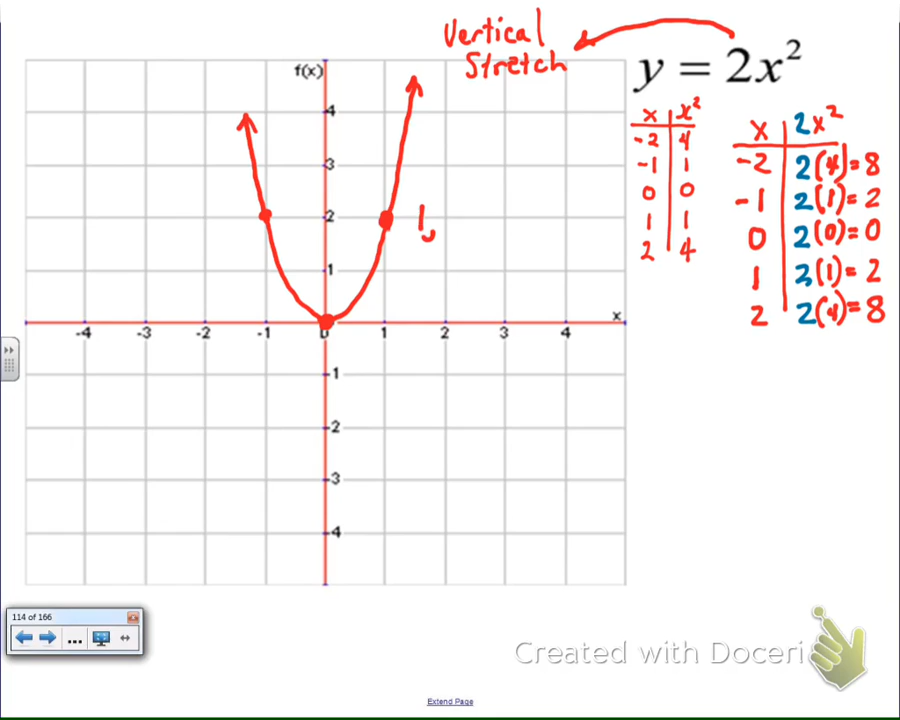 Vertical
Stretch
y = 2x²
f(x)
4
3
2
1
-4 -3 -2 -1 0 1 2 3 4 x
-1
-2
-3
-4
1,
x | x²
-2 | 4
-1 | 1
0 | 0
1 | 1
2 | 4
x | 2x²
-2 | 2(4)=8
-1 | 2(1)=2
0 | 2(0)=0
1 | 2(1)=2
2 | 2(4)=8
114 of 166
...
Created with Doceri
Extend Page